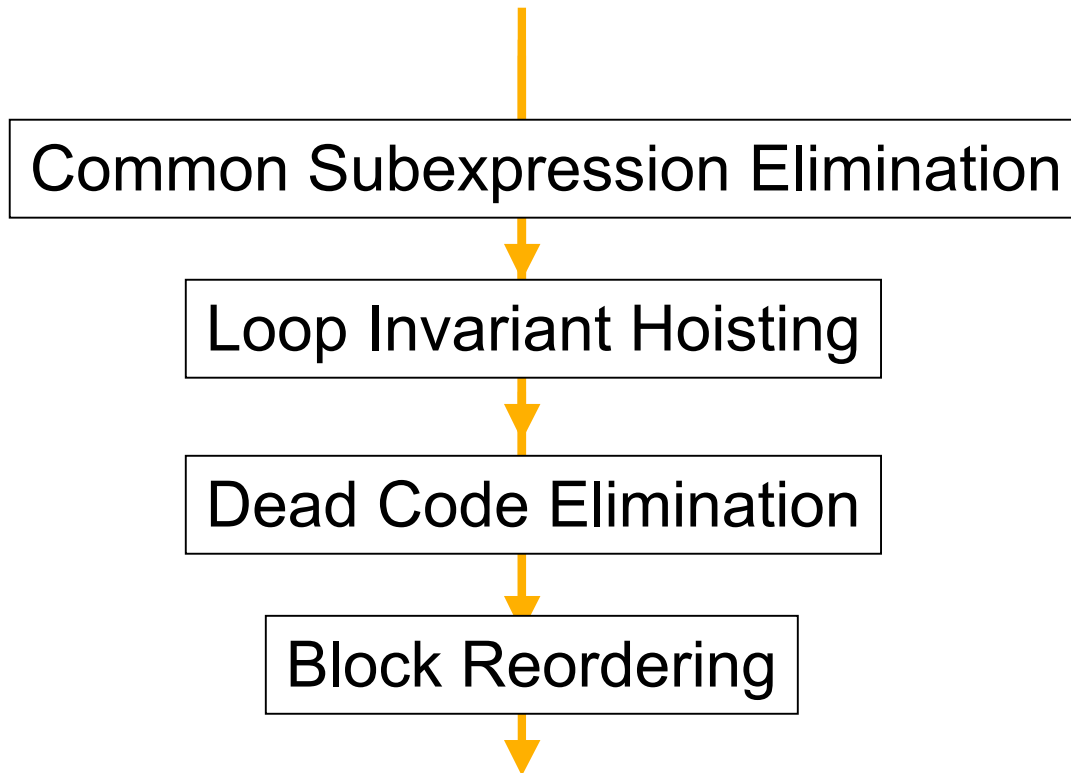 Common Subexpression Elimination
Loop Invariant Hoisting
Dead Code Elimination
Block Reordering